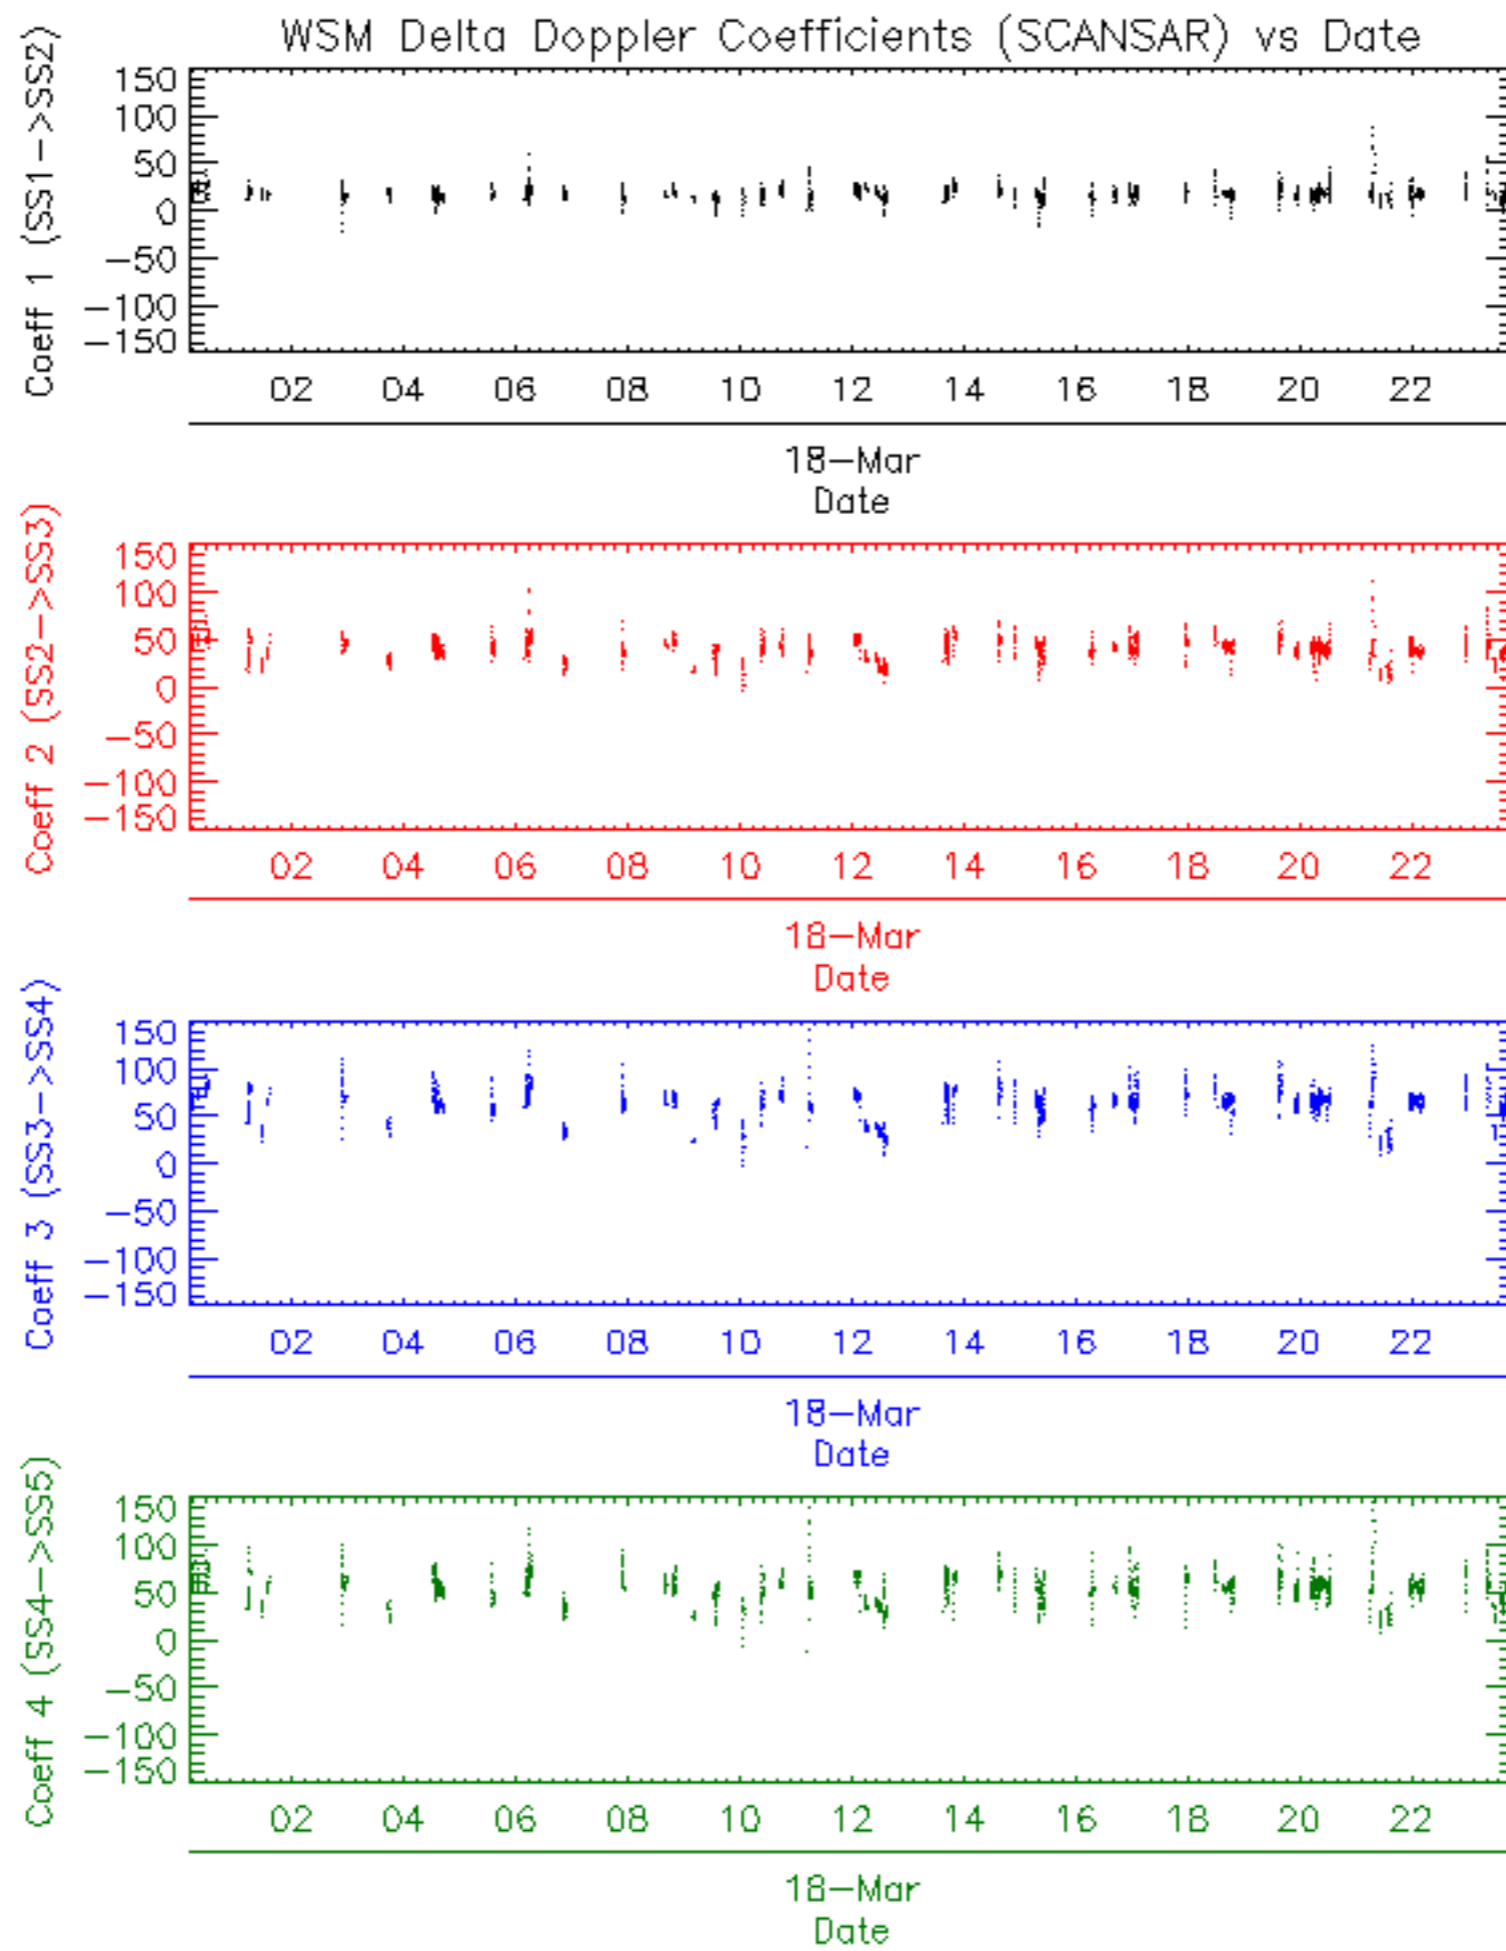 WSM Delta Doppler Coefficients (SCANSAR) vs Date
Coeff 1 (SS1->SS2)
150
100
50
0
-50
-100
-150
02 04 06 08 10 12 14 16 18 20 22
18-Mar
Date
Coeff 2 (SS2->SS3)
150
100
50
0
-50
-100
-150
02 04 06 08 10 12 14 16 18 20 22
18-Mar
Date
Coeff 3 (SS3->SS4)
150
100
50
0
-50
-100
-150
02 04 06 08 10 12 14 16 18 20 22
18-Mar
Date
Coeff 4 (SS4->SS5)
150
100
50
0
-50
-100
-150
02 04 06 08 10 12 14 16 18 20 22
18-Mar
Date